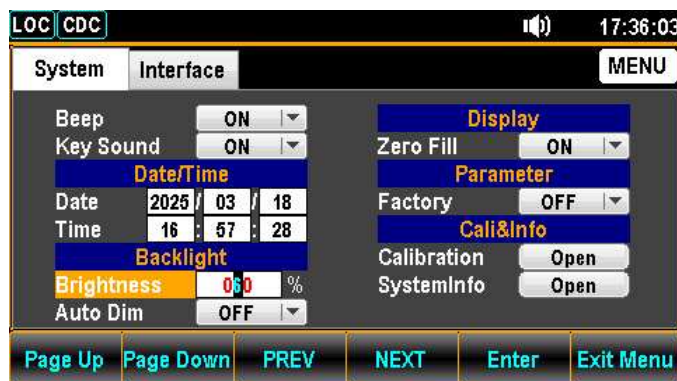 LOC CDC 17:36:03
System Interface MENU
Beep ON
Key Sound ON
Date/Time
Date 2025 / 03 / 18
Time 16 : 57 : 28
Backlight
Brightness 060 %
Auto Dim OFF
Display
Zero Fill ON
Parameter
Factory OFF
Cali&Info
Calibration Open
SystemInfo Open
Page Up Page Down PREV NEXT Enter Exit Menu